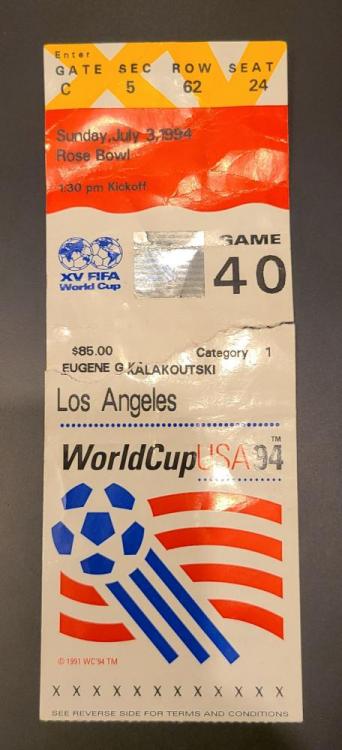 Enter
GATE SEC ROW SEAT
C 5 62 24
Sunday, July 3, 1994
Rose Bowl
1:30 pm Kickoff
GAME
40
XV FIFA
World Cup
$85.00 Category 1
EUGENE G KALAKOUTSKI
Los Angeles
WorldCupUSA94 TM
© 1991 WC'94 TM
X X X X X X X X X X X X
SEE REVERSE SIDE FOR TERMS AND CONDITIONS